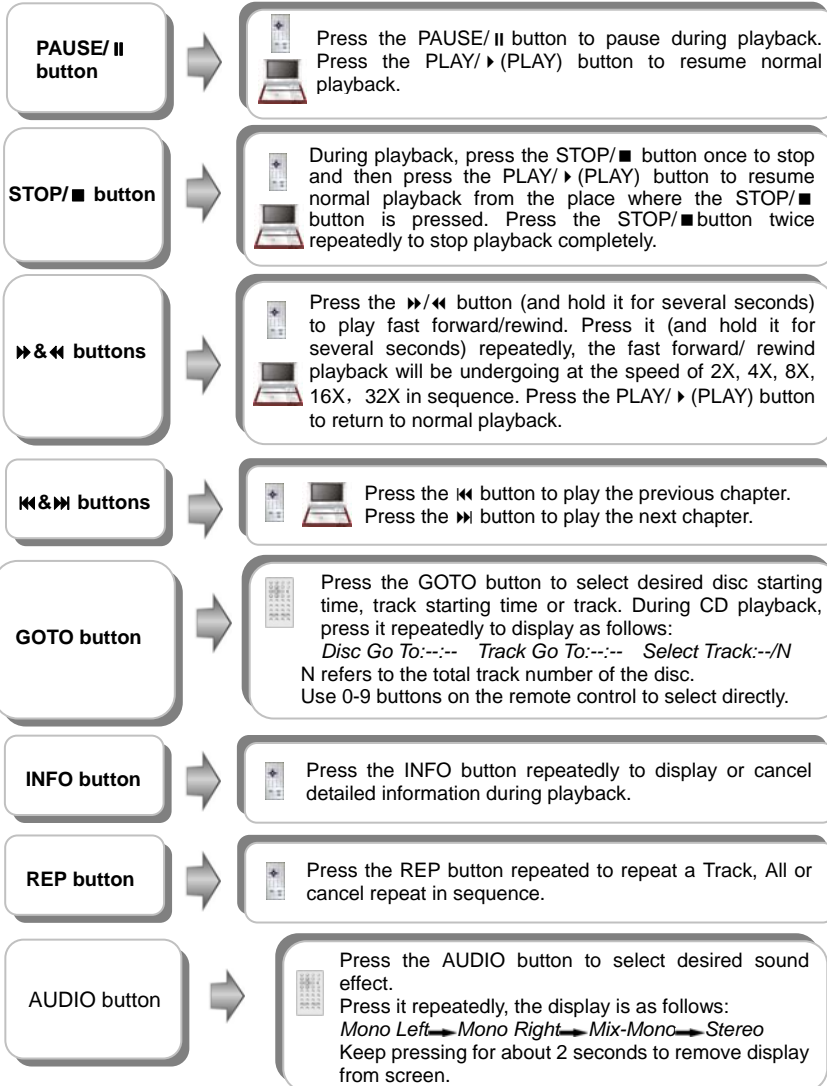 PAUSE/⏸
button
Press the PAUSE/⏸ button to pause during playback.
Press the PLAY/ ▶ (PLAY) button to resume normal
playback.
STOP/■ button
During playback, press the STOP/■ button once to stop
and then press the PLAY/ ▶ (PLAY) button to resume
normal playback from the place where the STOP/■
button is pressed. Press the STOP/■button twice
repeatedly to stop playback completely.
⏩&⏪ buttons
Press the ⏩/⏪ button (and hold it for several seconds)
to play fast forward/rewind. Press it (and hold it for
several seconds) repeatedly, the fast forward/ rewind
playback will be undergoing at the speed of 2X, 4X, 8X,
16X，32X in sequence. Press the PLAY/ ▶ (PLAY) button
to return to normal playback.
⏮&⏭ buttons
Press the ⏮ button to play the previous chapter.
Press the ⏭ button to play the next chapter.
GOTO button
Press the GOTO button to select desired disc starting
time, track starting time or track. During CD playback,
press it repeatedly to display as follows:
Disc Go To:--:-- Track Go To:--:-- Select Track:--/N
N refers to the total track number of the disc.
Use 0-9 buttons on the remote control to select directly.
INFO button
Press the INFO button repeatedly to display or cancel
detailed information during playback.
REP button
Press the REP button repeated to repeat a Track, All or
cancel repeat in sequence.
AUDIO button
Press the AUDIO button to select desired sound
effect.
Press it repeatedly, the display is as follows:
Mono Left→Mono Right→Mix-Mono→Stereo
Keep pressing for about 2 seconds to remove display
from screen.